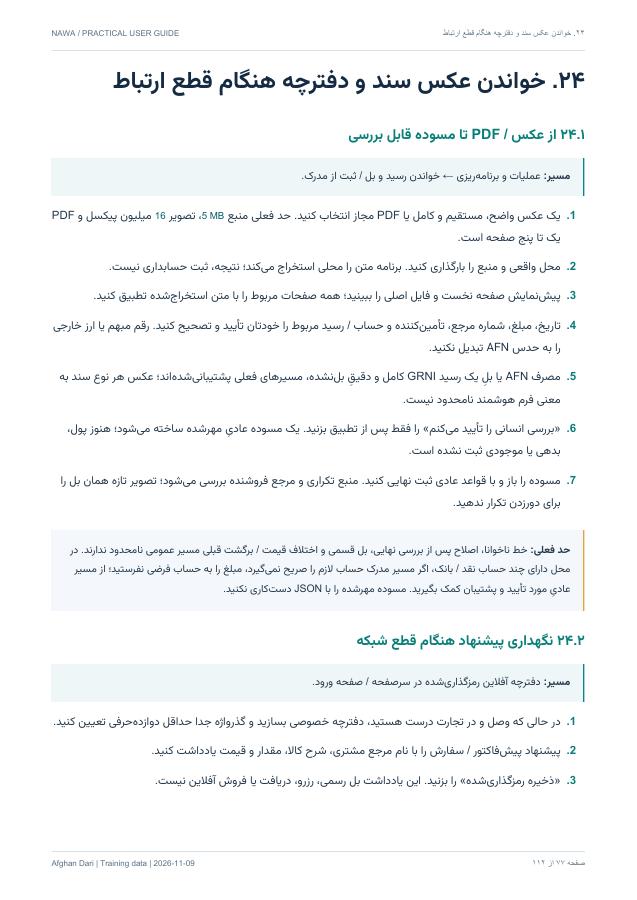 NAWA / PRACTICAL USER GUIDE
۲۴. خواندن عکس سند و دفترچه هنگام قطع ارتباط
۲۴. خواندن عکس سند و دفترچه هنگام قطع ارتباط
۲۴.۱ از عکس / PDF تا مسوده قابل بررسی
مسیر: عملیات و برنامه‌ریزی ← خواندن رسید و بل / ثبت از مدرک.
1. یک عکس واضح، مستقیم و کامل یا PDF مجاز انتخاب کنید. حد فعلی منبع 5 MB، تصویر 16 میلیون پیکسل و PDF
یک تا پنج صفحه است.
2. محل واقعی و منبع را بارگذاری کنید. برنامه متن را محلی استخراج می‌کند؛ نتیجه، ثبت حسابداری نیست.
3. پیش‌نمایش صفحه نخست و فایل اصلی را ببینید؛ همه صفحات مربوط را با متن استخراج‌شده تطبیق کنید.
4. تاریخ، مبلغ، شماره مرجع، تأمین‌کننده و حساب / رسید مربوط را خودتان تأیید و تصحیح کنید. رقم مبهم یا ارز خارجی
را به حدس AFN تبدیل نکنید.
5. مصرف AFN یا بلِ یک رسید GRNI کامل و دقیقِ بل‌نشده، مسیرهای فعلی پشتیبانی‌شده‌اند؛ عکس هر نوع سند به
معنی فرم هوشمند نامحدود نیست.
6. «بررسی انسانی را تأیید می‌کنم» را فقط پس از تطبیق بزنید. یک مسوده عادیِ مهرشده ساخته می‌شود؛ هنوز پول،
بدهی یا موجودی ثبت نشده است.
7. مسوده را باز و با قواعد عادی ثبت نهایی کنید. منبع تکراری و مرجع فروشنده بررسی می‌شود؛ تصویر تازه همان بل را
برای دورزدن تکرار ندهید.
حد فعلی: خط ناخوانا، اصلاح پس از بررسی نهایی، بل قسمی و اختلاف قیمت / برگشت قبلی مسیر عمومی نامحدود ندارند. در
محل دارای چند حساب نقد / بانک، اگر مسیر مدرک حساب لازم را صریح نمی‌گیرد، مبلغ را به حساب فرضی نفرستید؛ از مسیر
عادیِ مورد تأیید و پشتیبان کمک بگیرید. مسوده مهرشده را با JSON دست‌کاری نکنید.
۲۴.۲ نگهداری پیشنهاد هنگام قطع شبکه
مسیر: دفترچه آفلاین رمزگذاری‌شده در سرصفحه / صفحه ورود.
1. در حالی که وصل و در تجارت درست هستید، دفترچه خصوصی بسازید و گذرواژه جدا حداقل دوازده‌حرفی تعیین کنید.
2. پیشنهاد پیش‌فاکتور / سفارش را با نام مرجع مشتری، شرح کالا، مقدار و قیمت یادداشت کنید.
3. «ذخیره رمزگذاری‌شده» را بزنید. این یادداشت بل رسمی، رزرو، دریافت یا فروش آفلاین نیست.
Afghan Dari | Training data | 2026-11-09
صفحه ۷۷ از ۱۱۲